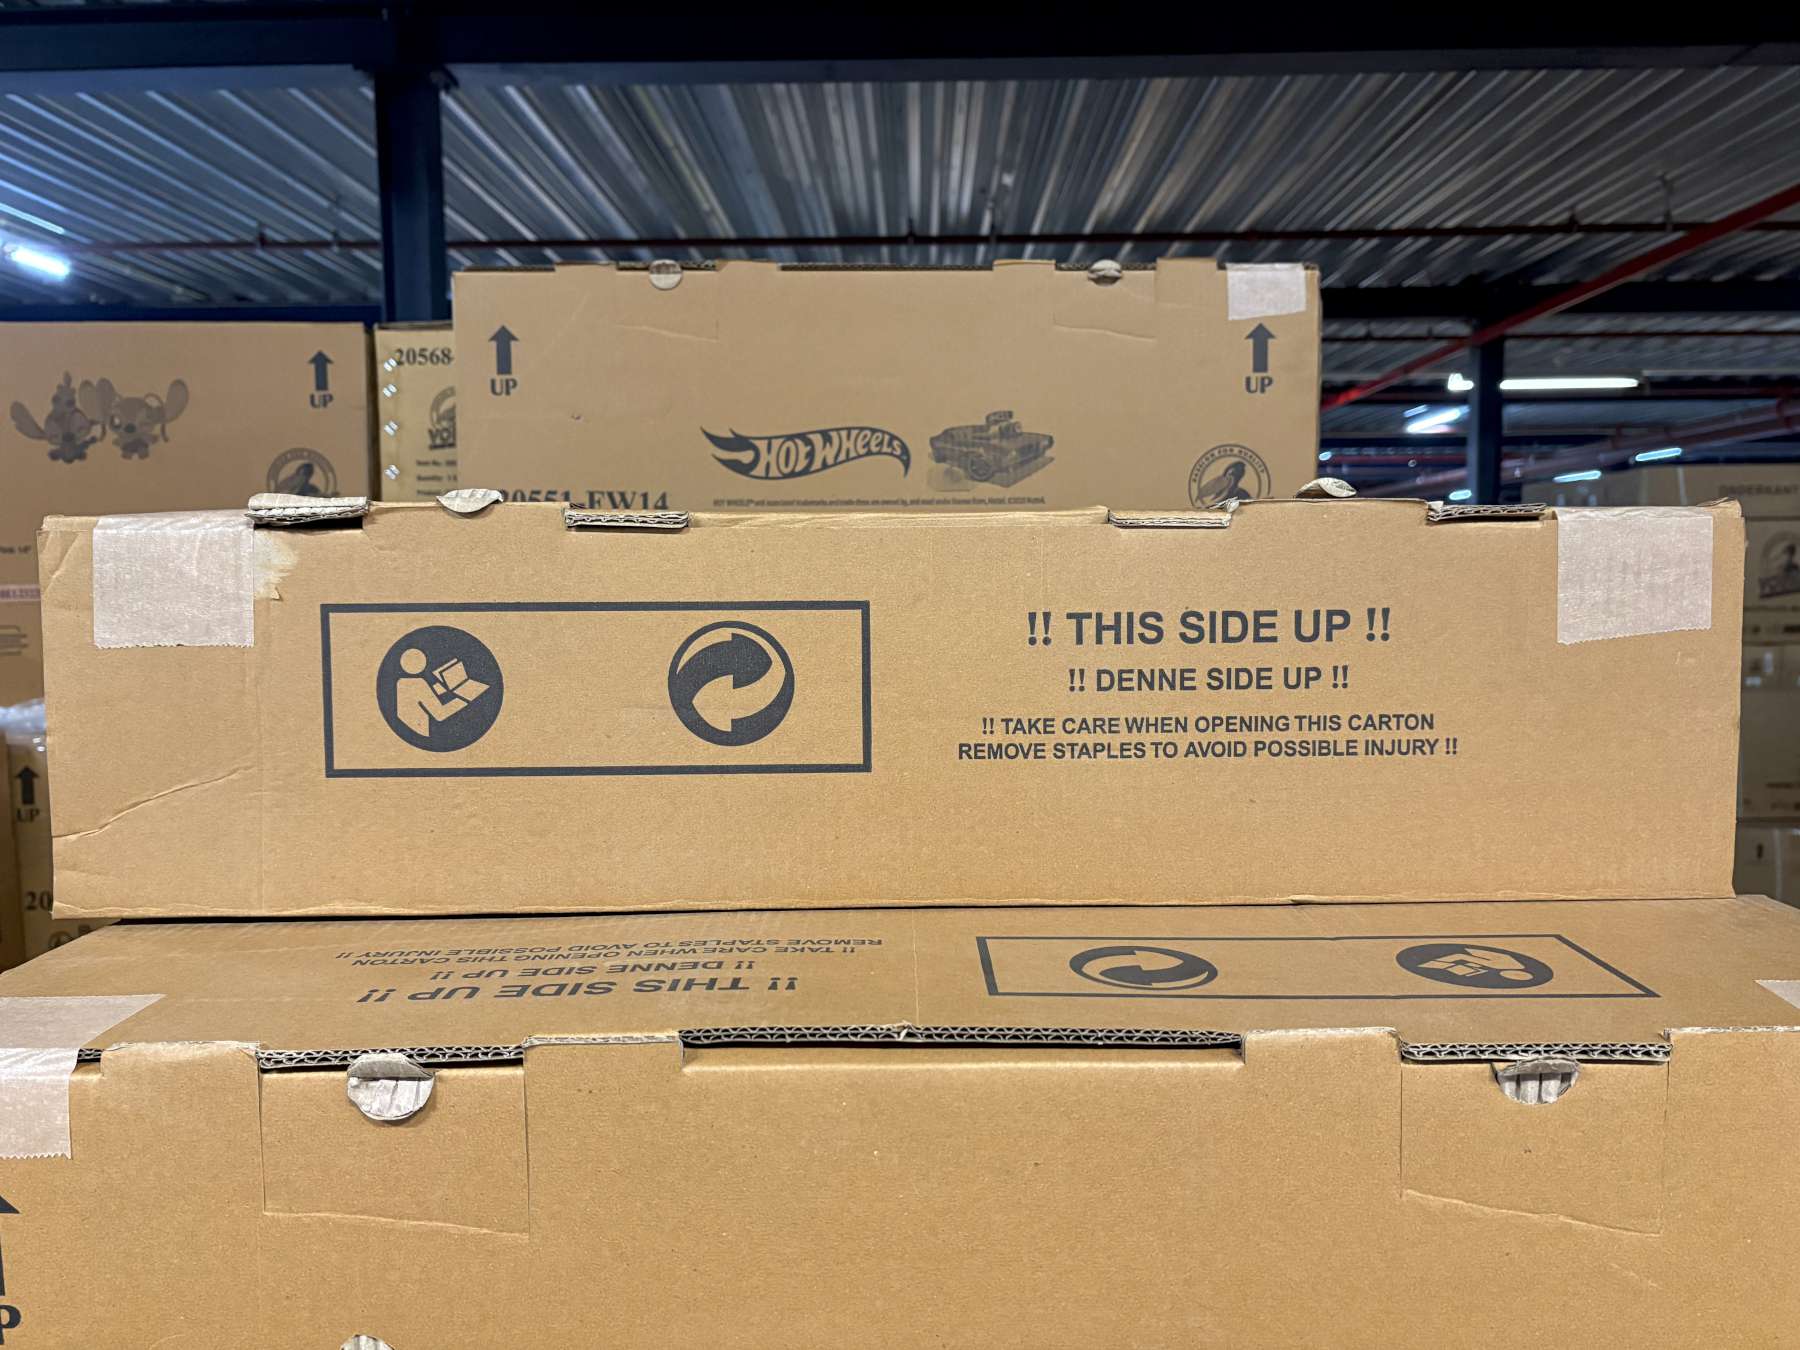 UP
20568-
UP
UP
HOT WHEELS
20551-FW14
UP
20
!! THIS SIDE UP !!
!! DENNE SIDE UP !!
!! TAKE CARE WHEN OPENING THIS CARTON
REMOVE STAPLES TO AVOID POSSIBLE INJURY !!
!! THIS SIDE UP !!
!! DENNE SIDE UP !!
!! TAKE CARE WHEN OPENING THIS CARTON
REMOVE STAPLES TO AVOID POSSIBLE INJURY !!